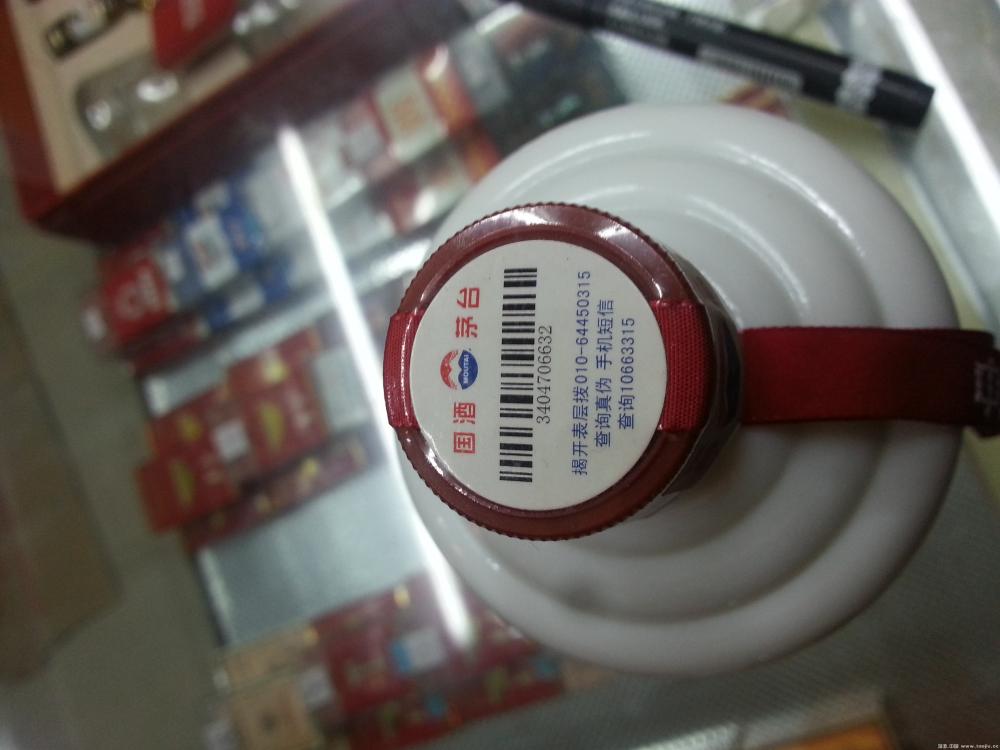 国酒 MOUTAI 茅台
3404706632
揭开表层拨010-64450315
查询真伪 手机短信
查询10663315